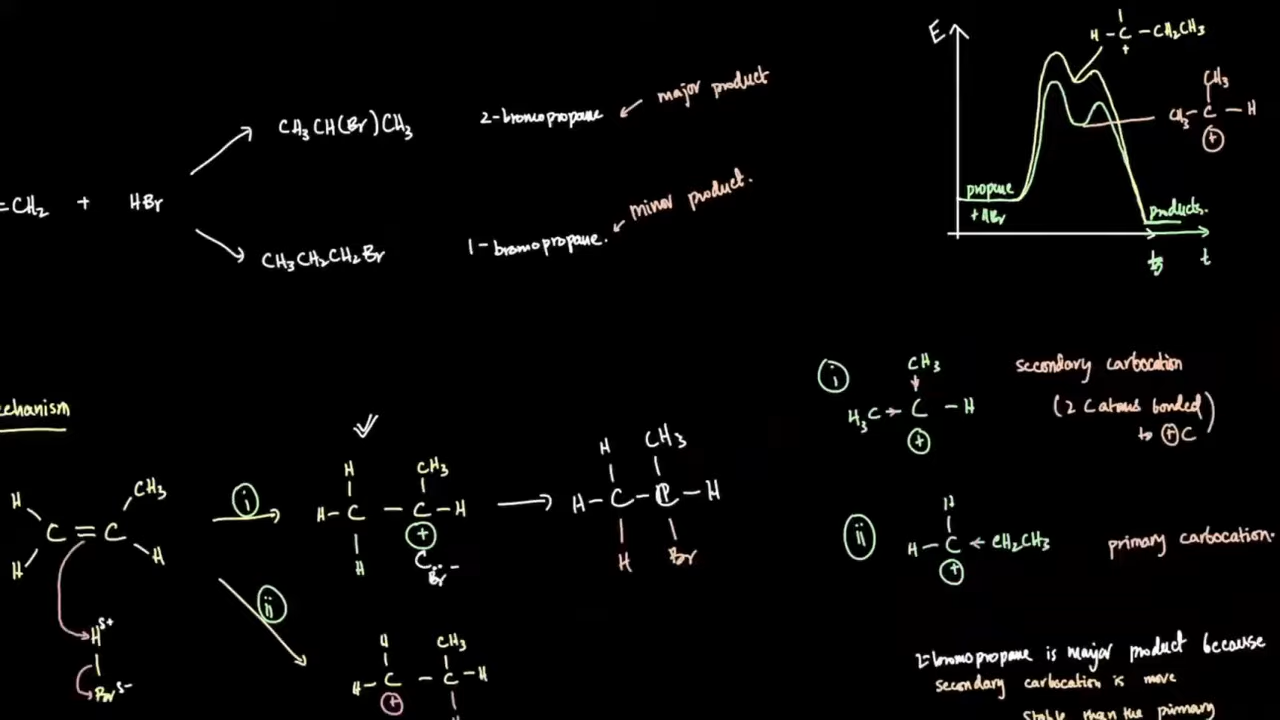 CH₃CH(Br)CH₃ 2-bromopropane major product
=CH₂ + HBr
CH₃CH₂CH₂Br 1-bromopropane. minor product.
E
H - C - CH₂CH₃
+
CH₃
CH₃ - C - H
+
propane
+ HBr
products.
t
echanism
H
CH₃
C = C
H
H
H δ+
Br δ-
i
H CH₃
H - C - C - H
+
H
Br -
H CH₃
H - C - C - H
H Br
ii
H CH₃
H - C - C - H
+
H
i
CH₃
H₃C C - H
+
secondary carbocation
(2 C atoms bonded)
to + C
ii
H
H - C CH₂CH₃
+
primary carbocation.
2-bromopropane is major product because
secondary carbocation is more
stable than the primary